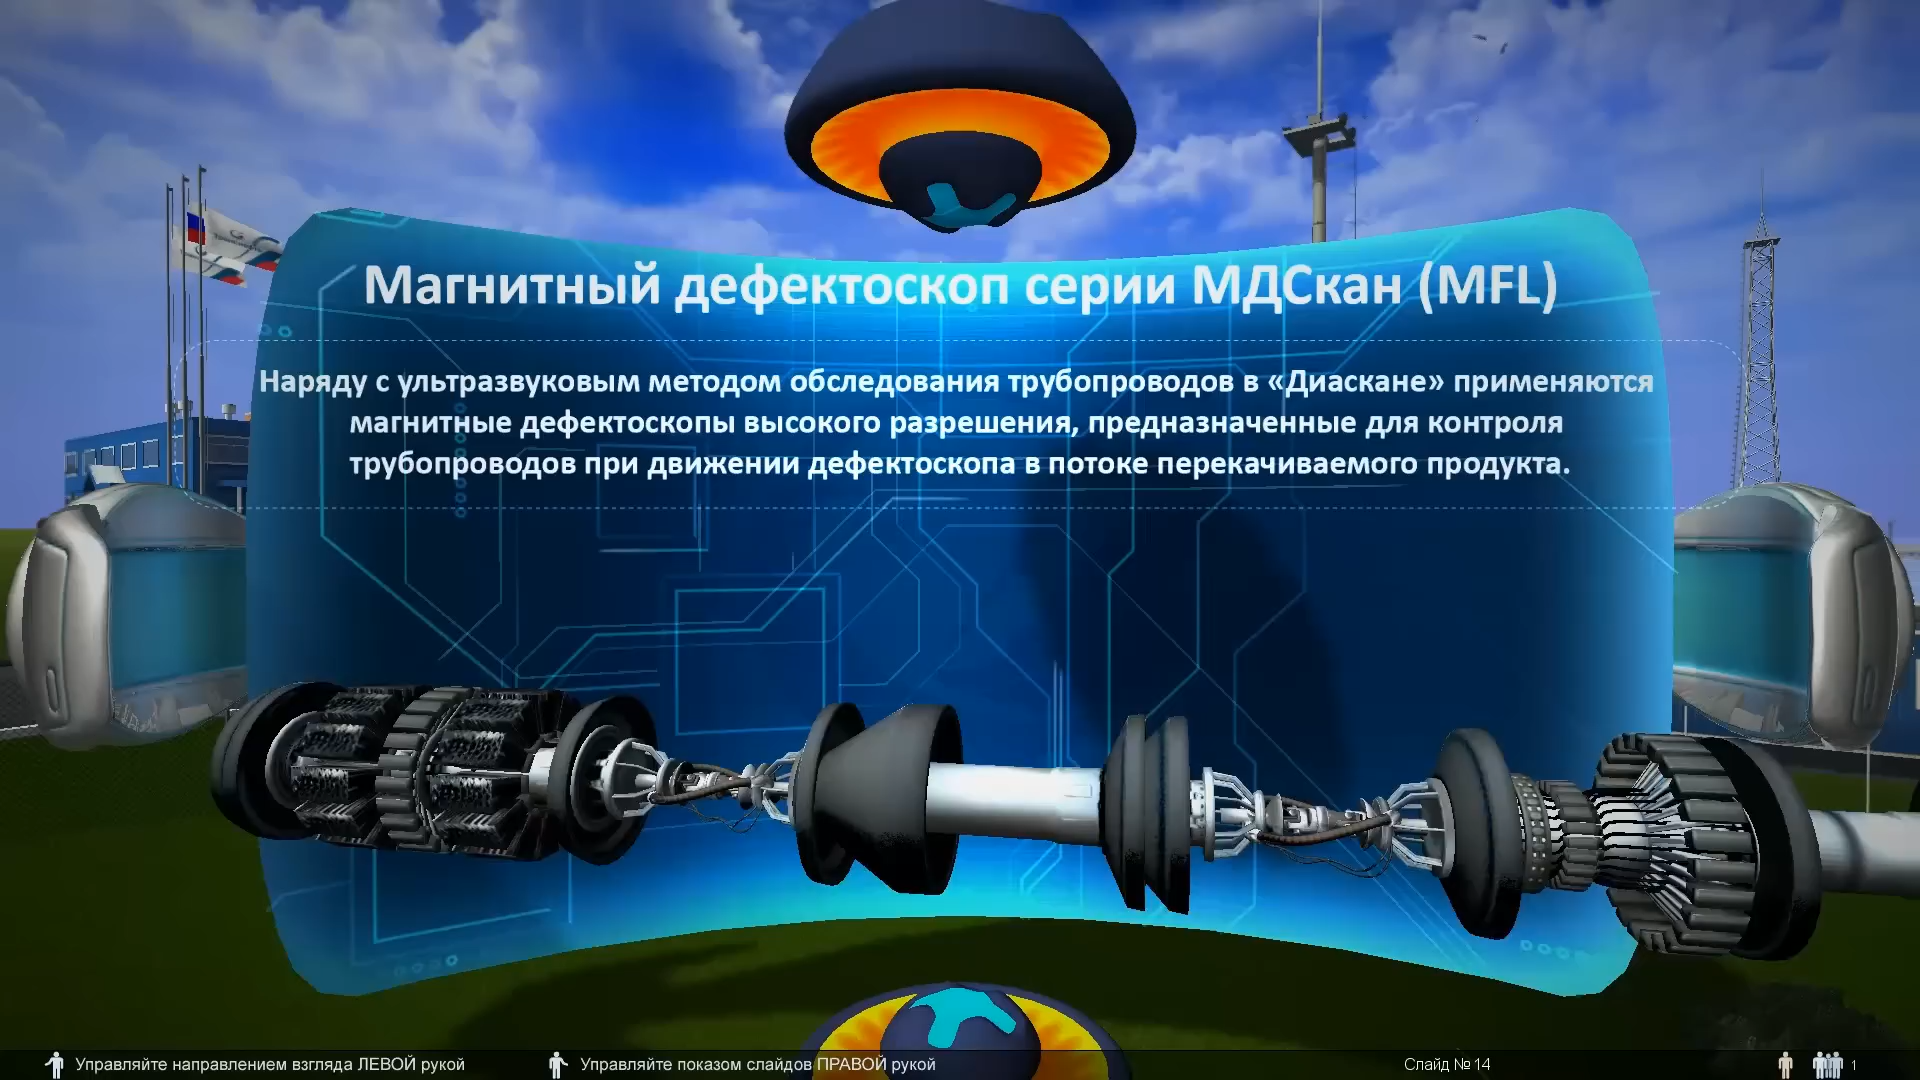 Магнитный дефектоскоп серии МДСкан (MFL)
Наряду с ультразвуковым методом обследования трубопроводов в «Диаскане» применяются
магнитные дефектоскопы высокого разрешения, предназначенные для контроля
трубопроводов при движении дефектоскопа в потоке перекачиваемого продукта.
Управляйте направлением взгляда ЛЕВОЙ рукой
Управляйте показом слайдов ПРАВОЙ рукой
Слайд № 14
1